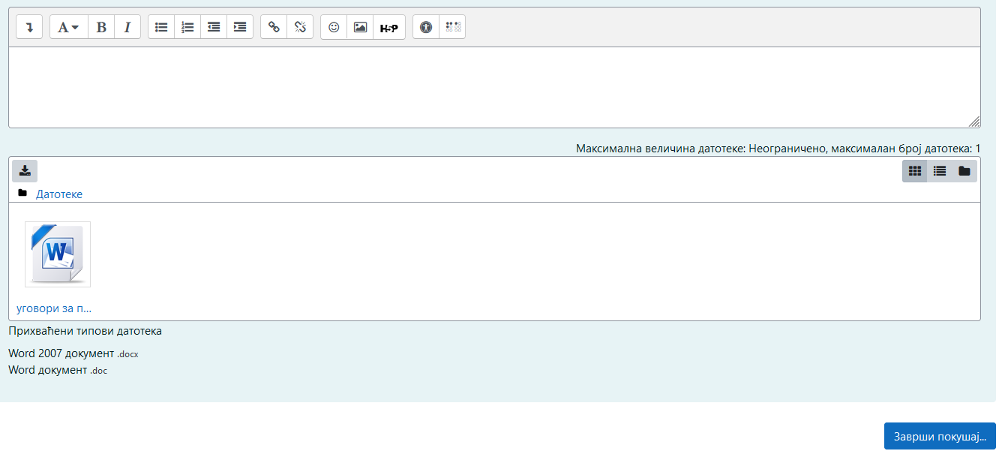 A B I H5P
Максимална величина датотеке: Неограничено, максималан број датотека: 1
Датотеке
W
уговори за п...
Прихваћени типови датотека
Word 2007 документ .docx
Word документ .doc
Заврши покушај...